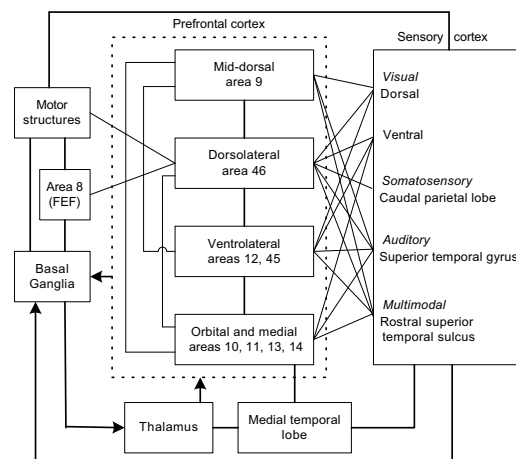 Prefrontal cortex
Sensory cortex
Mid-dorsal
area 9
Visual
Dorsal
Motor
structures
Ventral
Dorsolateral
area 46
Area 8
(FEF)
Somatosensory
Caudal parietal lobe
Ventrolateral
areas 12, 45
Auditory
Superior temporal gyrus
Basal
Ganglia
Orbital and medial
areas 10, 11, 13, 14
Multimodal
Rostral superior
temporal sulcus
Thalamus
Medial temporal
lobe